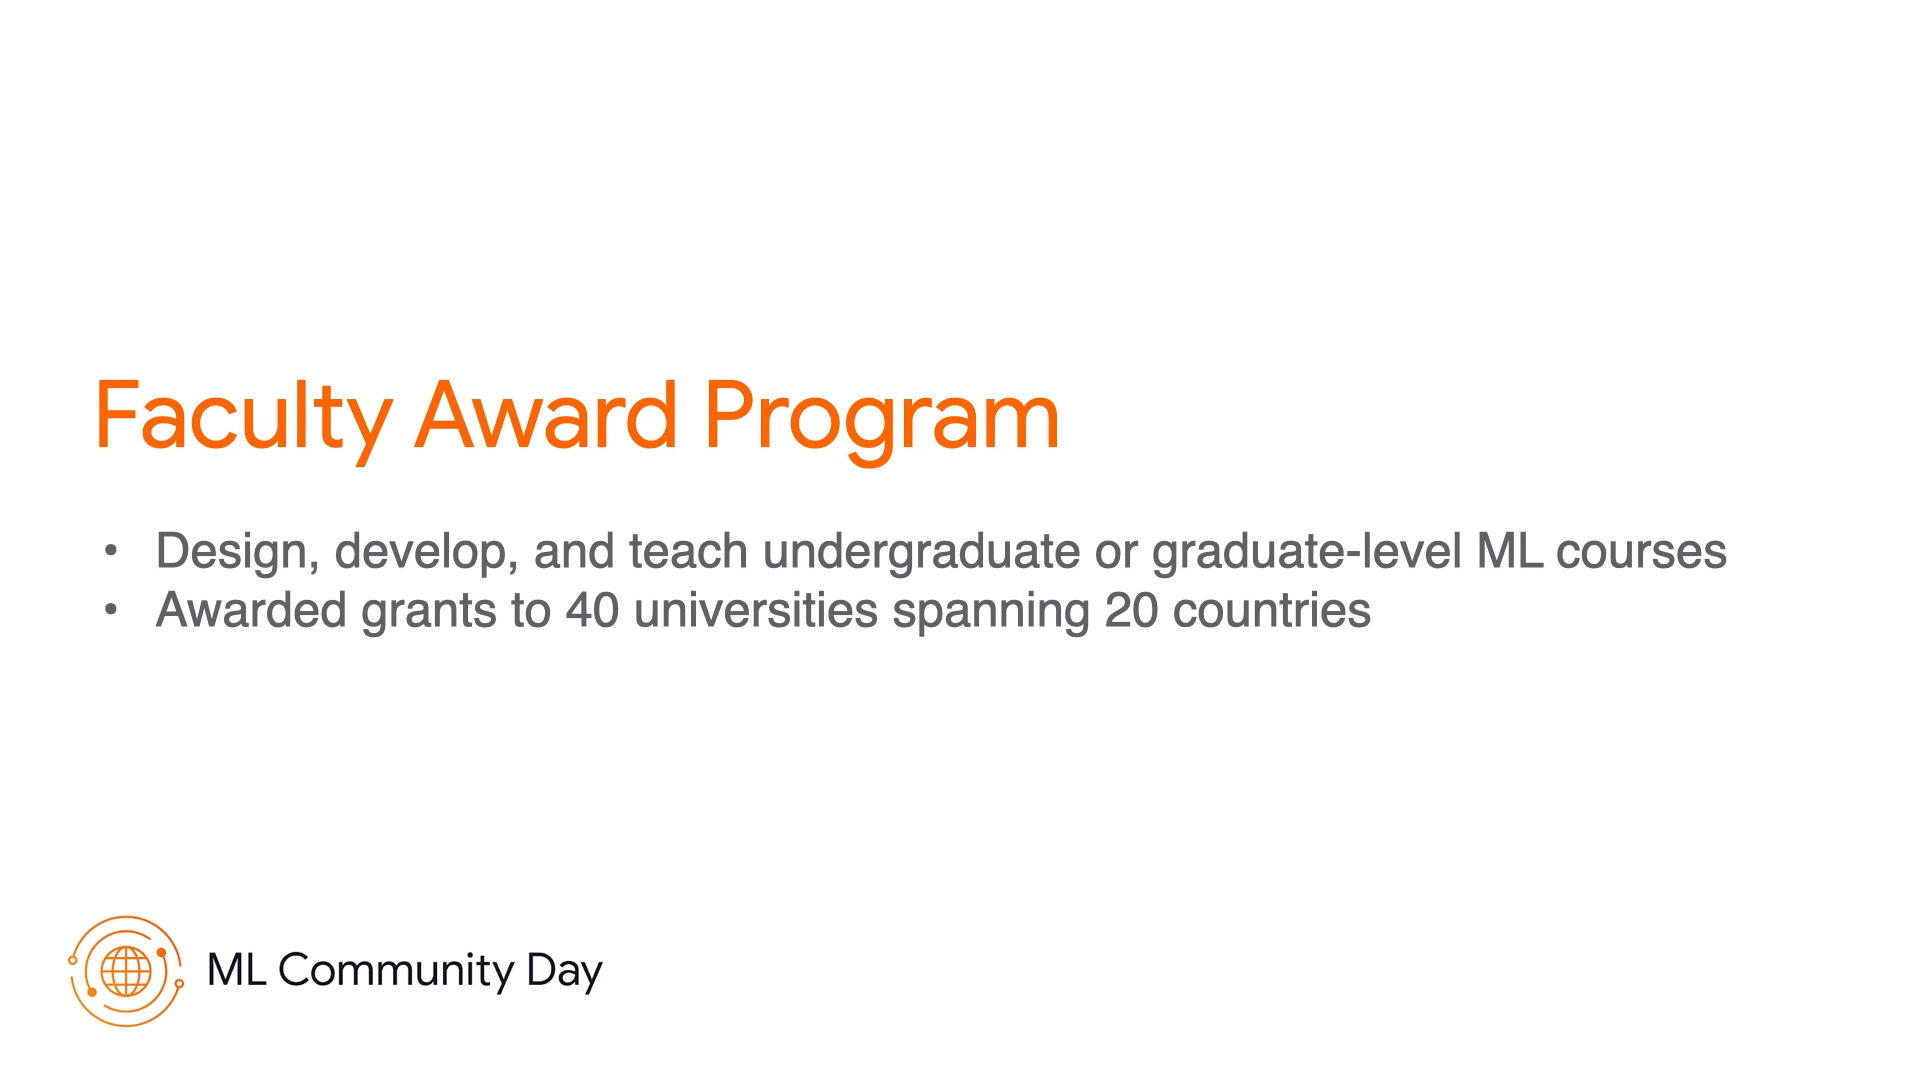 Faculty Award Program
• Design, develop, and teach undergraduate or graduate-level ML courses
• Awarded grants to 40 universities spanning 20 countries
ML Community Day